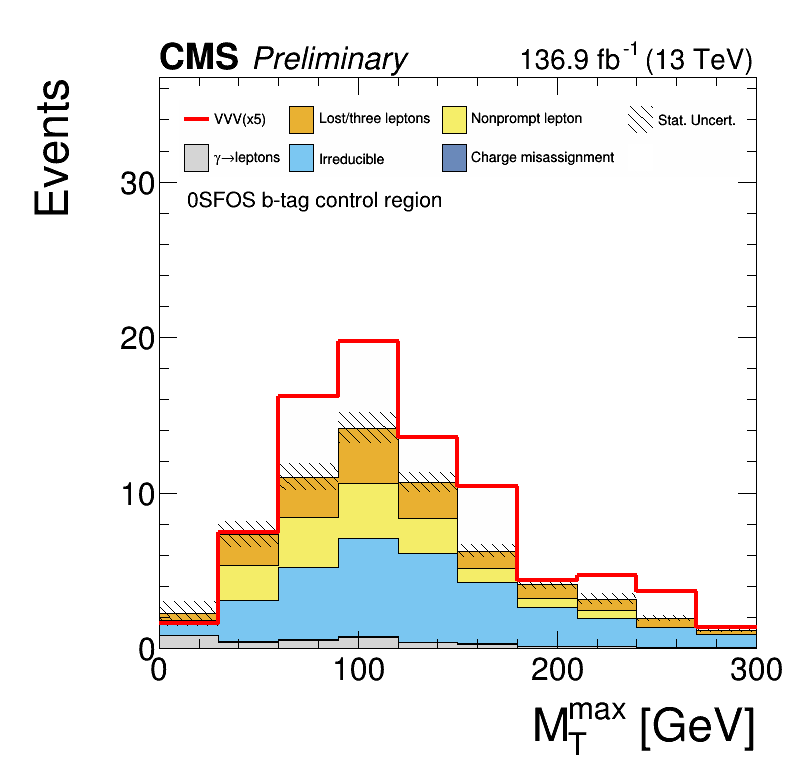 CMS Preliminary 136.9 fb⁻¹ (13 TeV)
Events
VVV(x5) Lost/three leptons Nonprompt lepton Stat. Uncert.
γ→leptons Irreducible Charge misassignment
0SFOS b-tag control region
30
20
10
0
0 100 200 300
M_T^max [GeV]